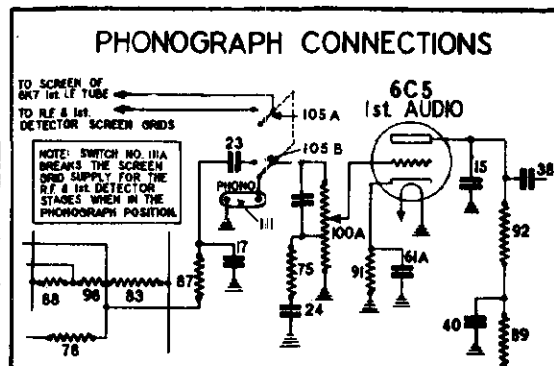 PHONOGRAPH CONNECTIONS
TO SCREEN OF
6K7 1st. I.F. TUBE
TO R.F. & 1st.
DETECTOR SCREEN GRIDS
105 A
6C5
1st. AUDIO
NOTE: SWITCH NO. 111A
BREAKS THE SCREEN
GRID SUPPLY FOR THE
R.F. & 1st. DETECTOR
STAGES WHEN IN THE
PHONOGRAPH POSITION.
23
105 B
PHONO
111
15
38
100A
92
17
87
75
91
61A
88
98
83
24
40
89
78